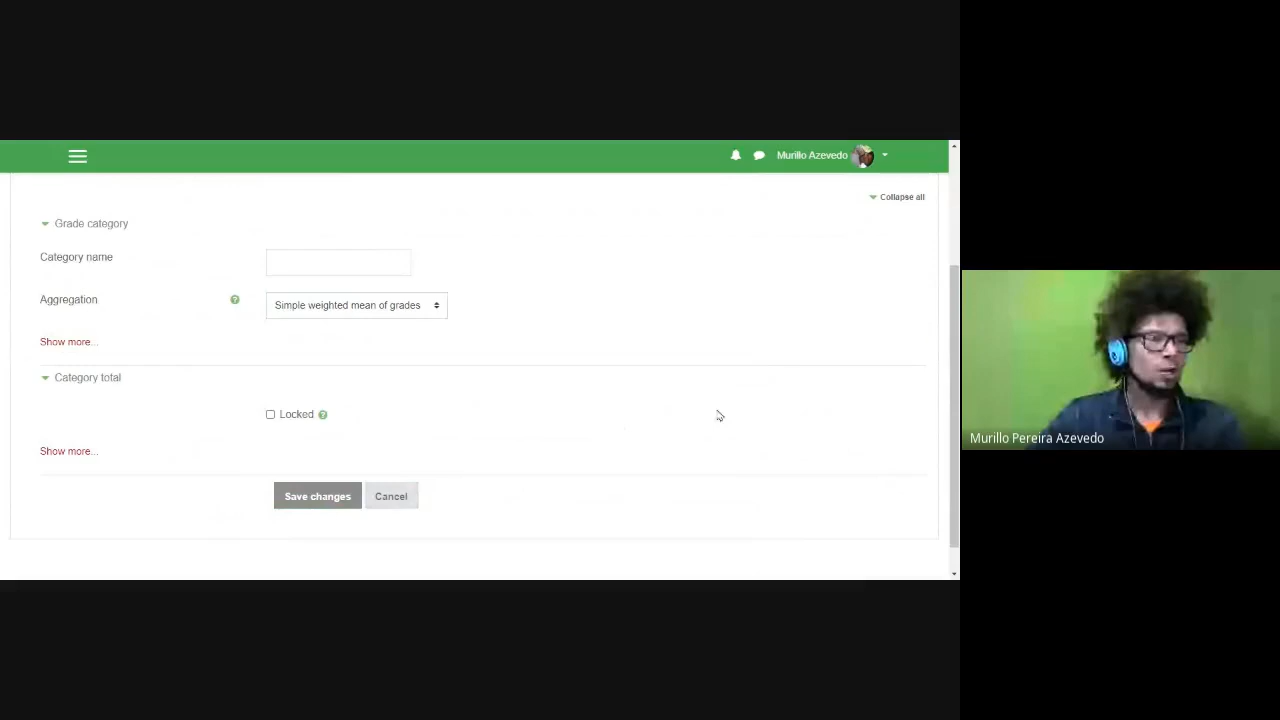 Murillo Azevedo
Collapse all
Grade category
Category name
Aggregation
Simple weighted mean of grades
Show more...
Category total
Locked
Show more...
Save changes
Cancel
Murillo Pereira Azevedo